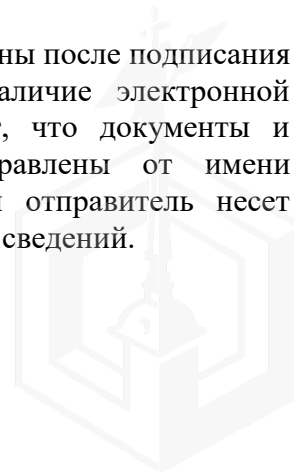 ны после подписания
аличие электронной
, что документы и
равлены от имени
отправитель несет
сведений.